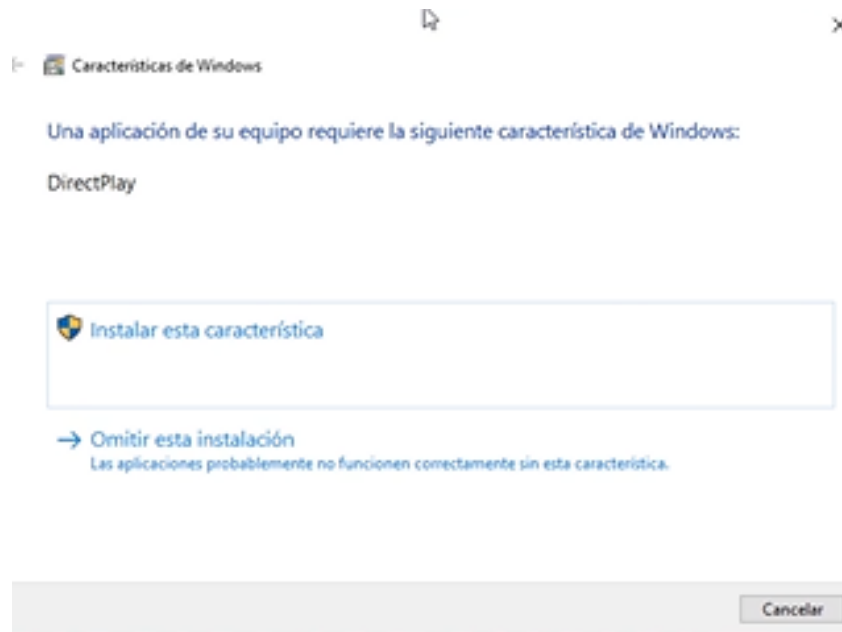 Características de Windows
Una aplicación de su equipo requiere la siguiente característica de Windows:
DirectPlay
Instalar esta característica
Omitir esta instalación
Las aplicaciones probablemente no funcionen correctamente sin esta característica.
Cancelar